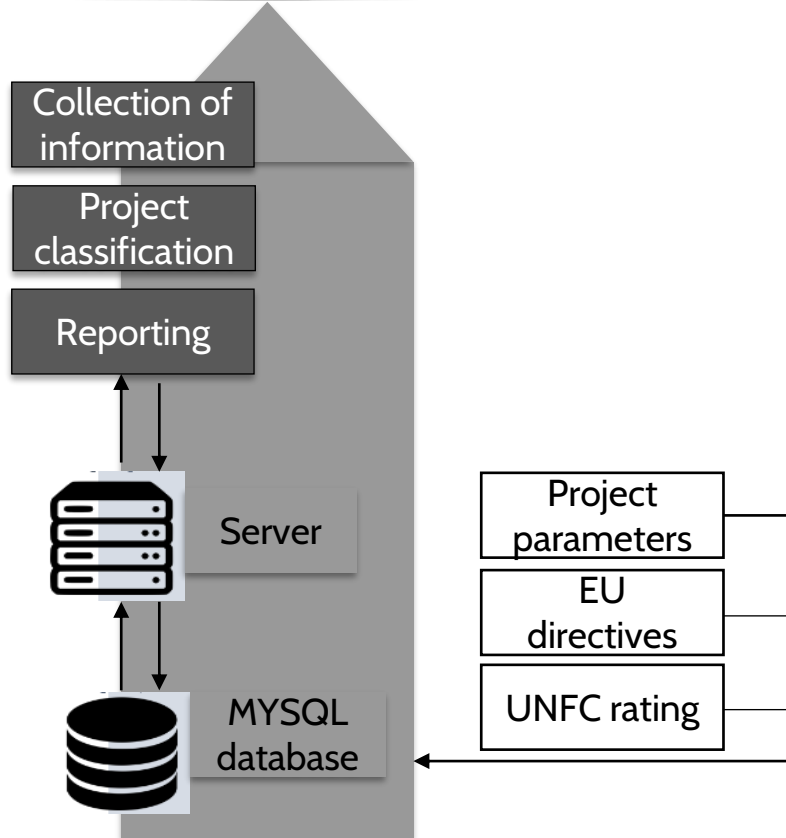 Collection of
information
Project
classification
Reporting
Server
MYSQL
database
Project
parameters
EU
directives
UNFC rating